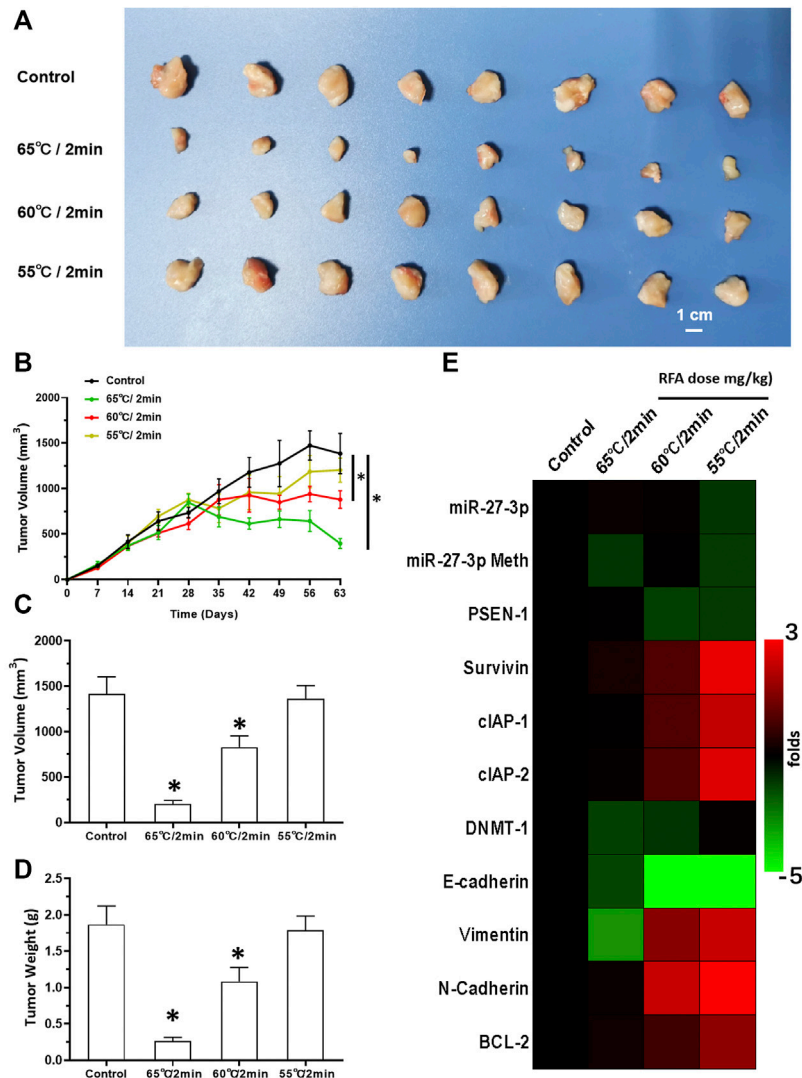 A
Control
65℃ / 2min
60℃ / 2min
55℃ / 2min
1 cm
B
Control
65℃/ 2min
60℃/ 2min
55℃/ 2min
Tumor Volume (mm³)
2000
1500
1000
500
0
0 7 14 21 28 35 42 49 56 63
Time (Days)
*
*
C
Tumor Volume (mm³)
2000
1500
1000
500
0
*
*
Control 65℃/2min 60℃/2min 55℃/2min
D
Tumor Weight (g)
2.5
2.0
1.5
1.0
0.5
0.0
*
*
Control 65℃/2min 60℃/2min 55℃/2min
E
RFA dose mg/kg)
Control 65℃/2min 60℃/2min 55℃/2min
miR-27-3p
miR-27-3p Meth
PSEN-1
Survivin
cIAP-1
cIAP-2
DNMT-1
E-cadherin
Vimentin
N-Cadherin
BCL-2
3
folds
-5